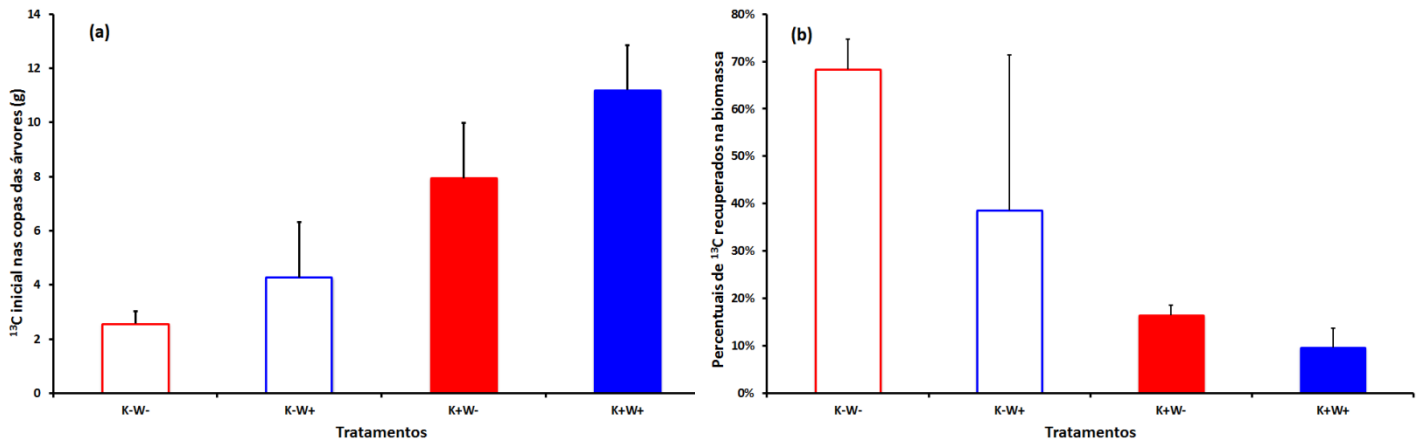 (a)
¹³C inicial nas copas das árvores (g)
14
12
10
8
6
4
2
0
K-W- K-W+ K+W- K+W+
Tratamentos
(b)
Percentuais de ¹³C recuperados na biomassa
80%
70%
60%
50%
40%
30%
20%
10%
0%
K-W- K-W+ K+W- K+W+
Tratamentos